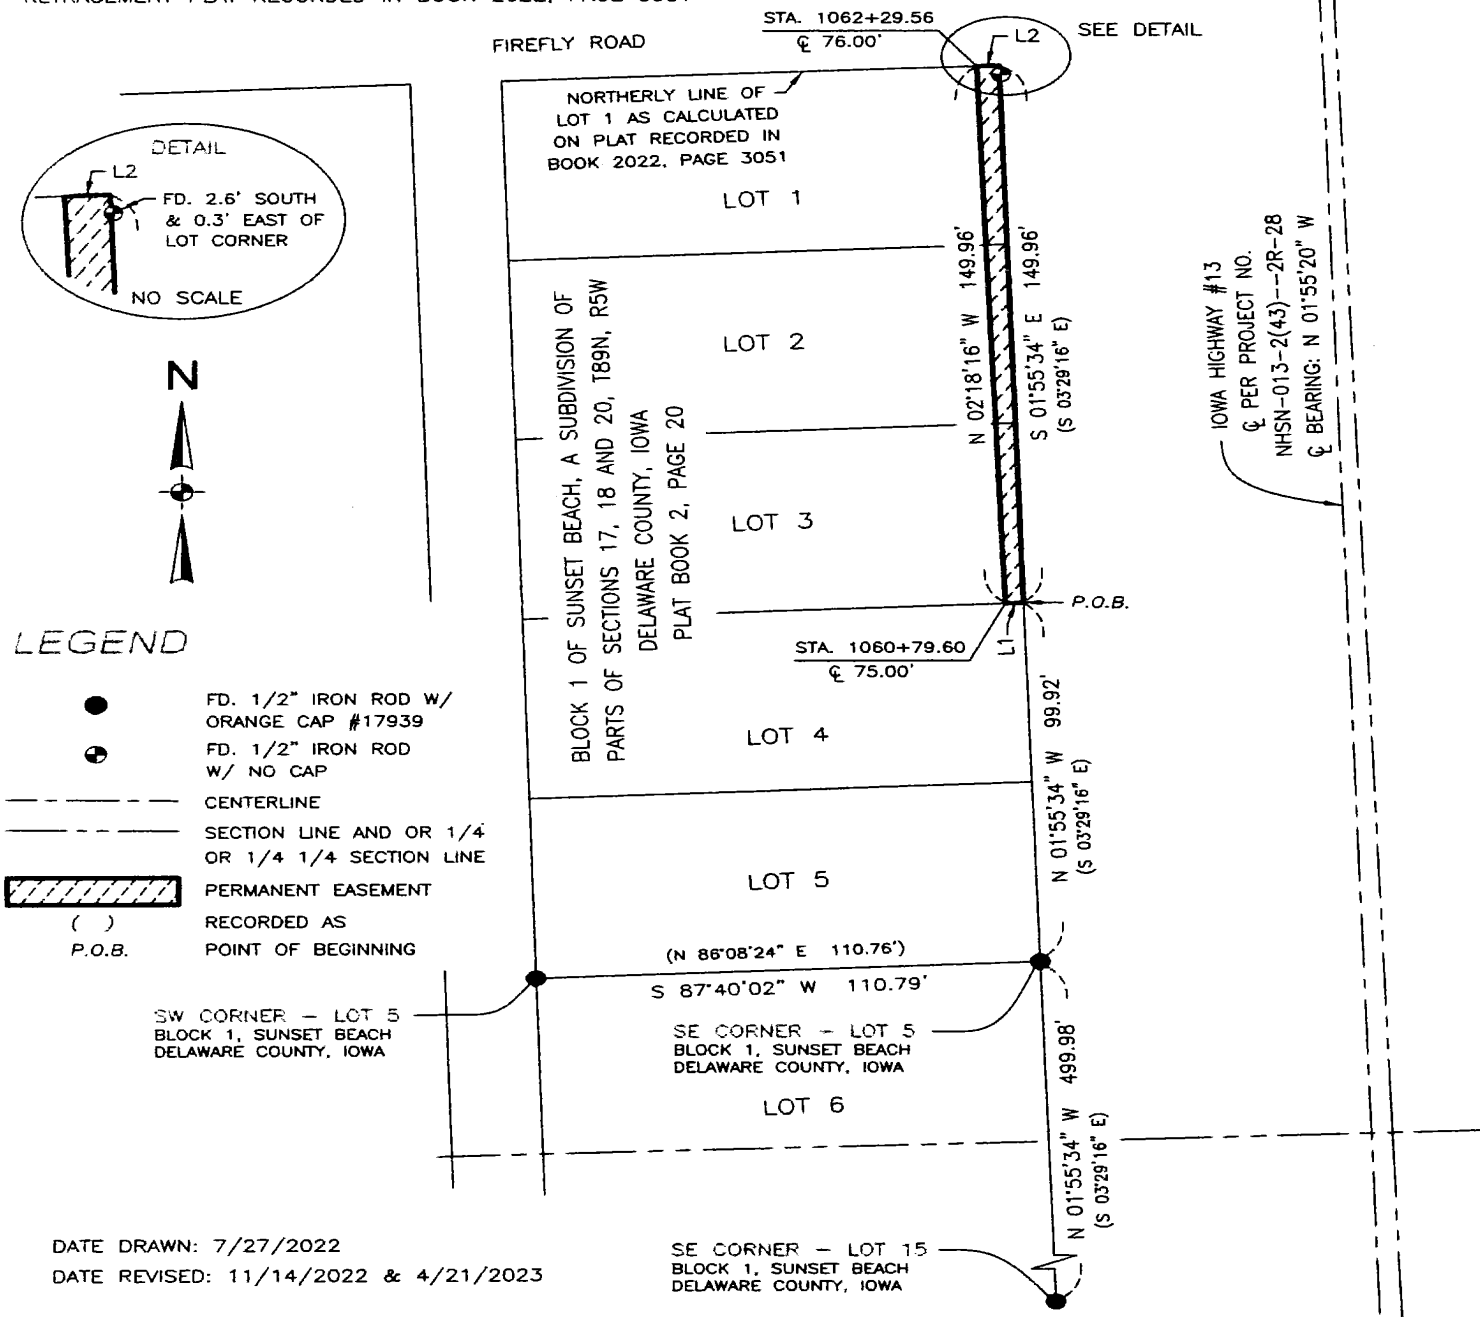 RETRACEMENT PLAT RECORDED IN BOOK 2022, PAGE 3051
FIREFLY ROAD
STA. 1062+29.56
℄ 76.00'
L2
SEE DETAIL
NORTHERLY LINE OF
LOT 1 AS CALCULATED
ON PLAT RECORDED IN
BOOK 2022, PAGE 3051
DETAIL
L2
FD. 2.6' SOUTH
& 0.3' EAST OF
LOT CORNER
NO SCALE
N
LOT 1
LOT 2
LOT 3
LOT 4
LOT 5
LOT 6
BLOCK 1 OF SUNSET BEACH, A SUBDIVISION OF
PARTS OF SECTIONS 17, 18 AND 20, T89N, R5W
DELAWARE COUNTY, IOWA
PLAT BOOK 2, PAGE 20
N 02°18'16" W 149.96'
S 01°55'34" E 149.96'
(S 03°29'16" E)
IOWA HIGHWAY #13
℄ PER PROJECT NO.
NHSN-013-2(43)--2R-28
℄ BEARING: N 01°55'20" W
P.O.B.
L1
STA. 1060+79.60
℄ 75.00'
N 01°55'34" W 99.92'
(S 03°29'16" E)
LEGEND
FD. 1/2" IRON ROD W/
ORANGE CAP #17939
FD. 1/2" IRON ROD
W/ NO CAP
CENTERLINE
SECTION LINE AND OR 1/4
OR 1/4 1/4 SECTION LINE
PERMANENT EASEMENT
( ) RECORDED AS
P.O.B. POINT OF BEGINNING
(N 86°08'24" E 110.76')
S 87°40'02" W 110.79'
SW CORNER – LOT 5
BLOCK 1, SUNSET BEACH
DELAWARE COUNTY, IOWA
SE CORNER – LOT 5
BLOCK 1, SUNSET BEACH
DELAWARE COUNTY, IOWA
N 01°55'34" W 499.98'
(S 03°29'16" E)
SE CORNER – LOT 15
BLOCK 1, SUNSET BEACH
DELAWARE COUNTY, IOWA
DATE DRAWN: 7/27/2022
DATE REVISED: 11/14/2022 & 4/21/2023